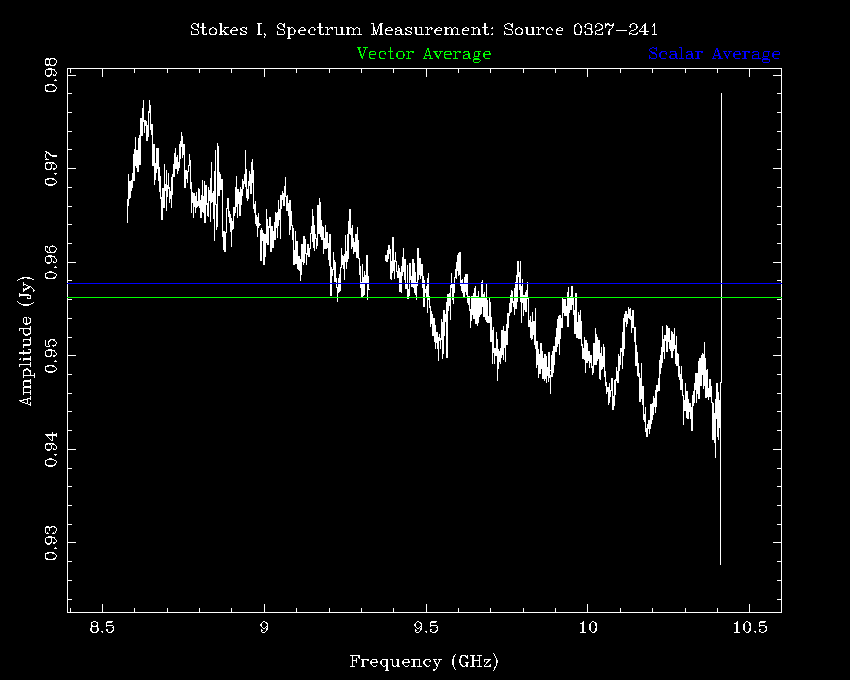 Stokes I, Spectrum Measurement: Source 0327-241
Vector Average Scalar Average
0.98
0.97
0.96
0.95
0.94
0.93
Amplitude (Jy)
8.5 9 9.5 10 10.5
Frequency (GHz)